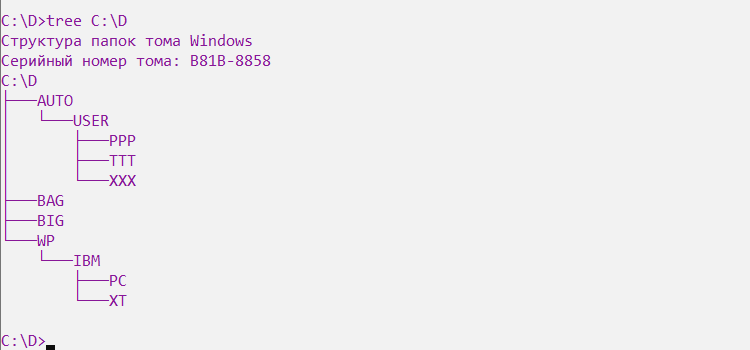 C:\D>tree C:\D
Структура папок тома Windows
Серийный номер тома: B81B-8858
C:\D
├───AUTO
│   └───USER
│       ├───PPP
│       ├───TTT
│       └───XXX
├───BAG
├───BIG
└───WP
    └───IBM
        ├───PC
        └───XT
C:\D>